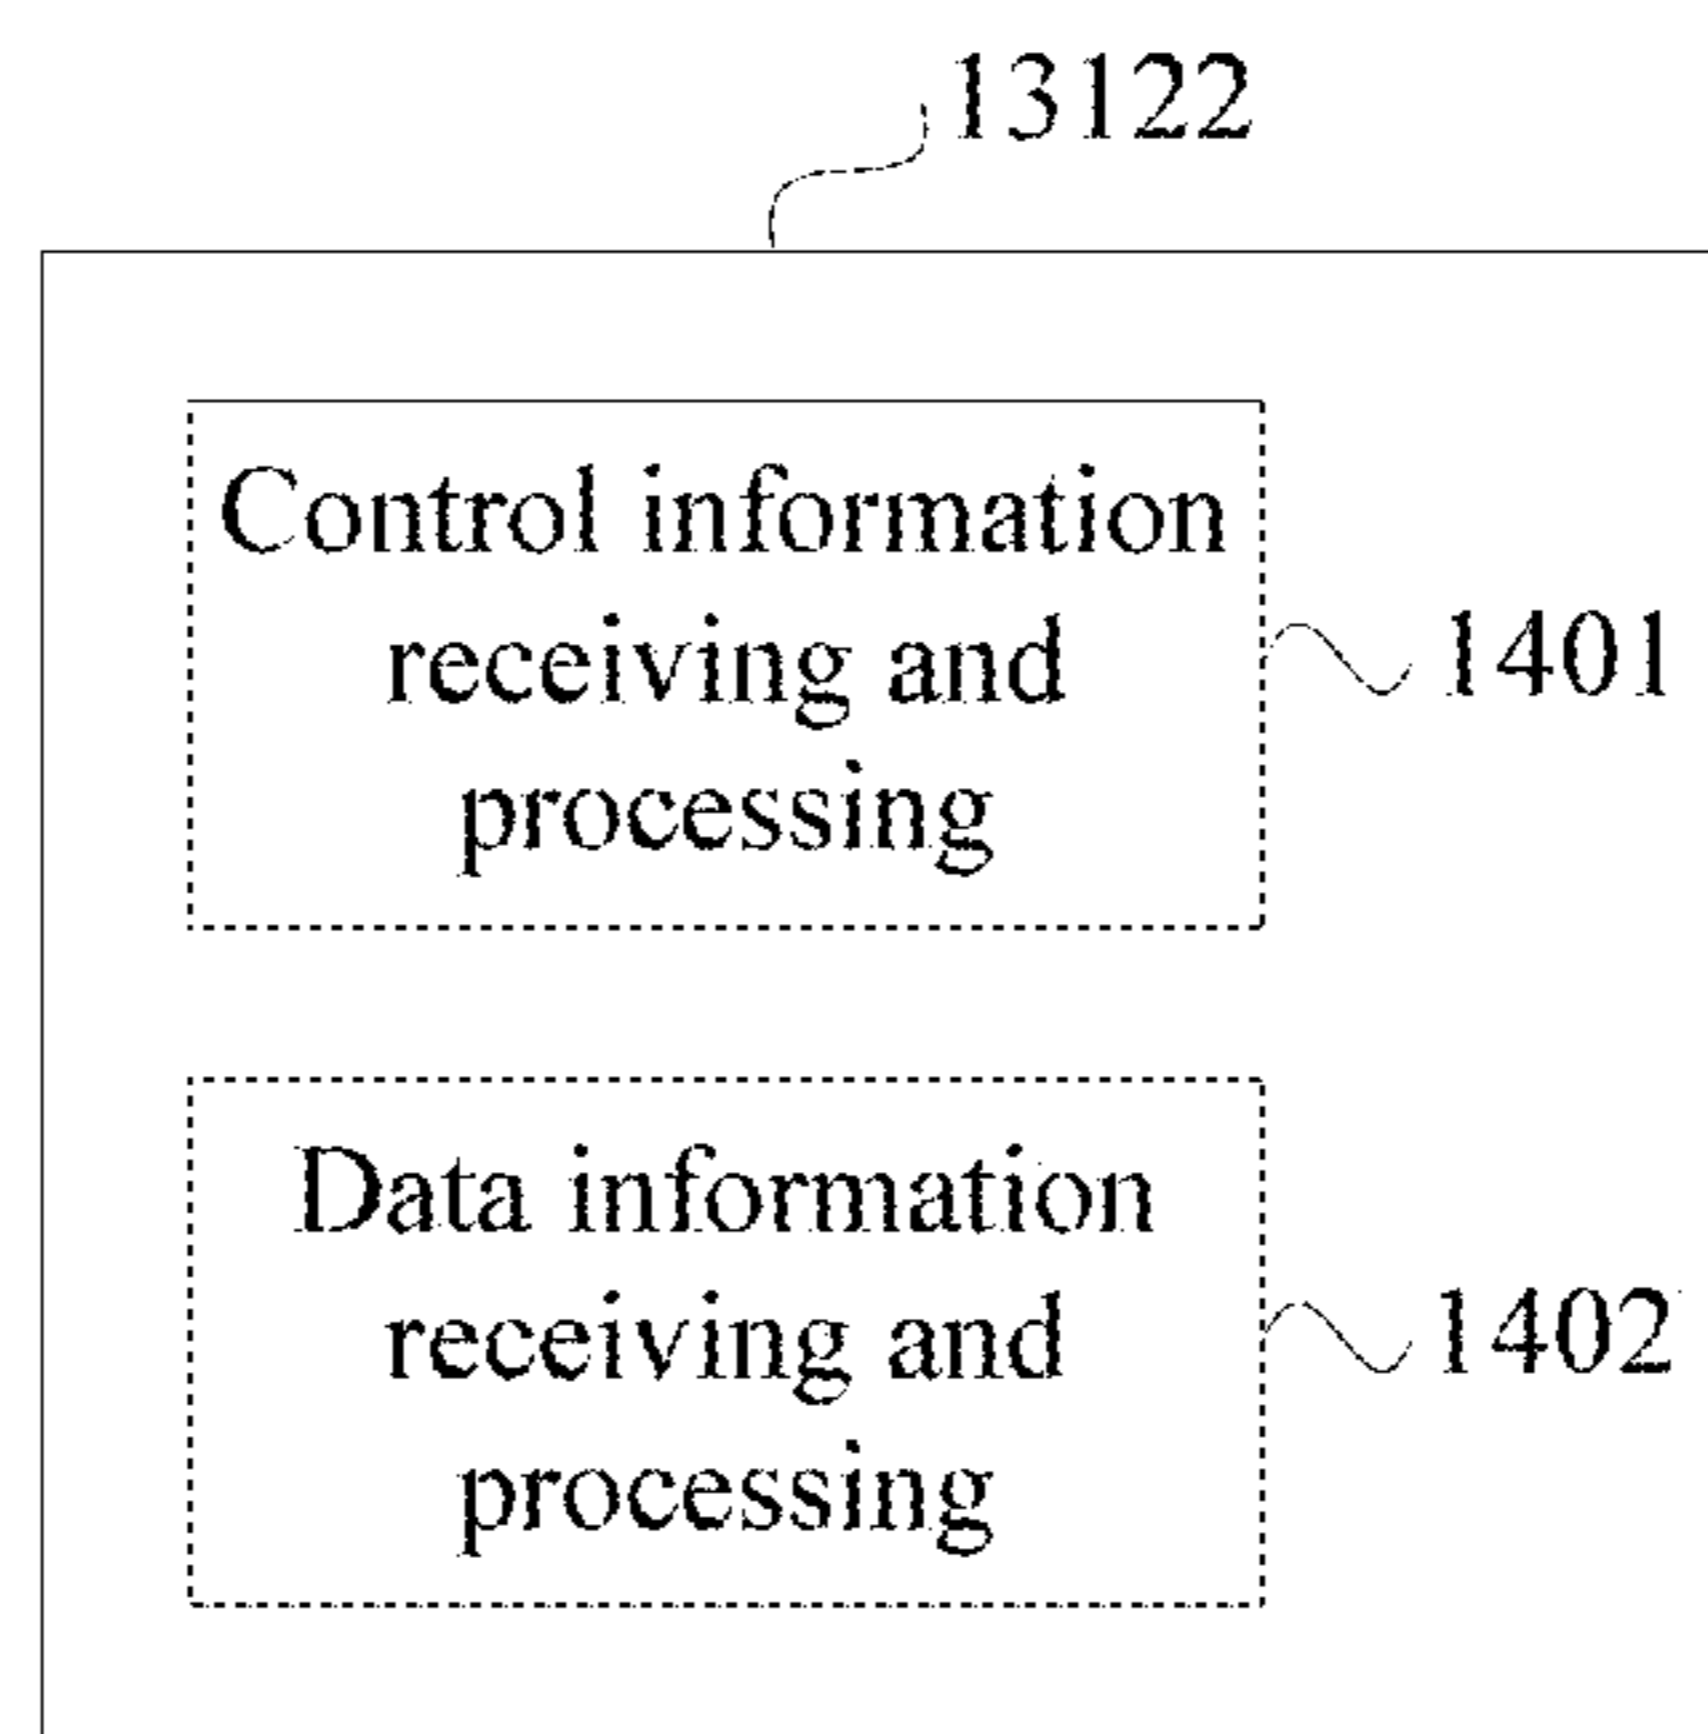 13122
Control information
receiving and
processing
1401
Data information
receiving and
processing
1402